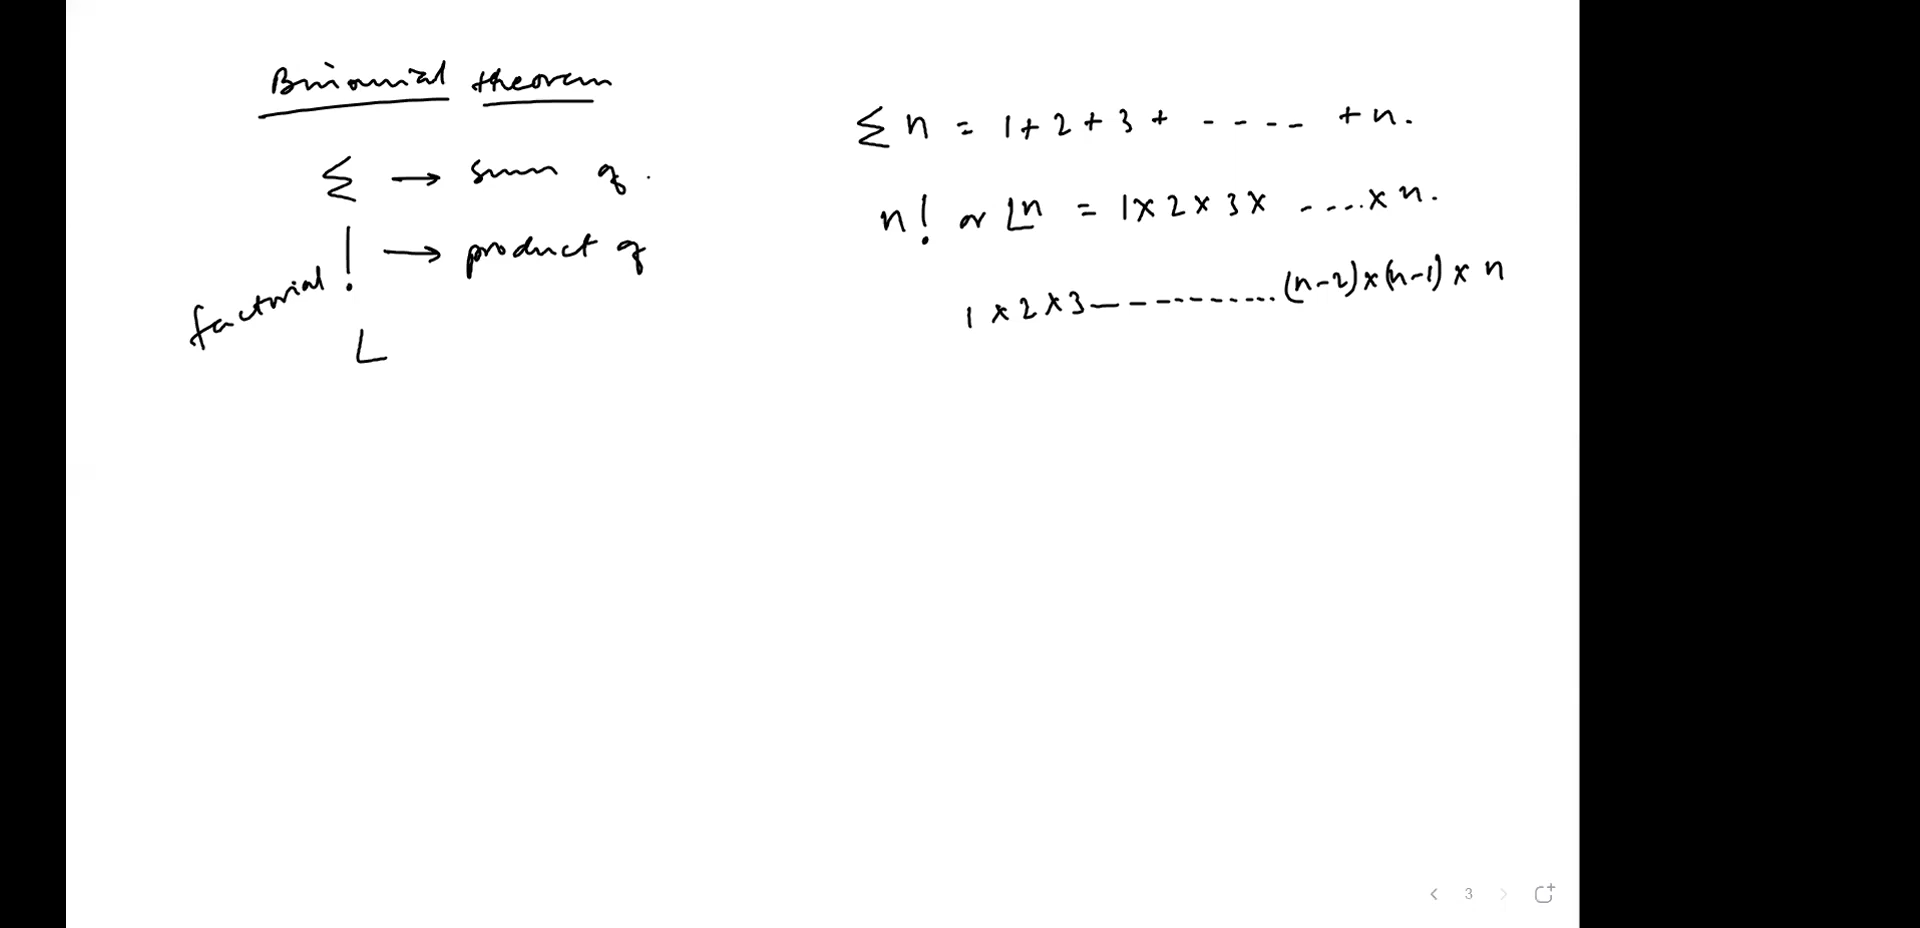 Binomial theorem
Σ → sum of .
! → product of
factorial
L
Σ n = 1 + 2 + 3 + - - - - + n.
n! or Ln = 1 x 2 x 3 x ....... x n.
1 x 2 x 3 ------------ (n-2) x (n-1) x n
3